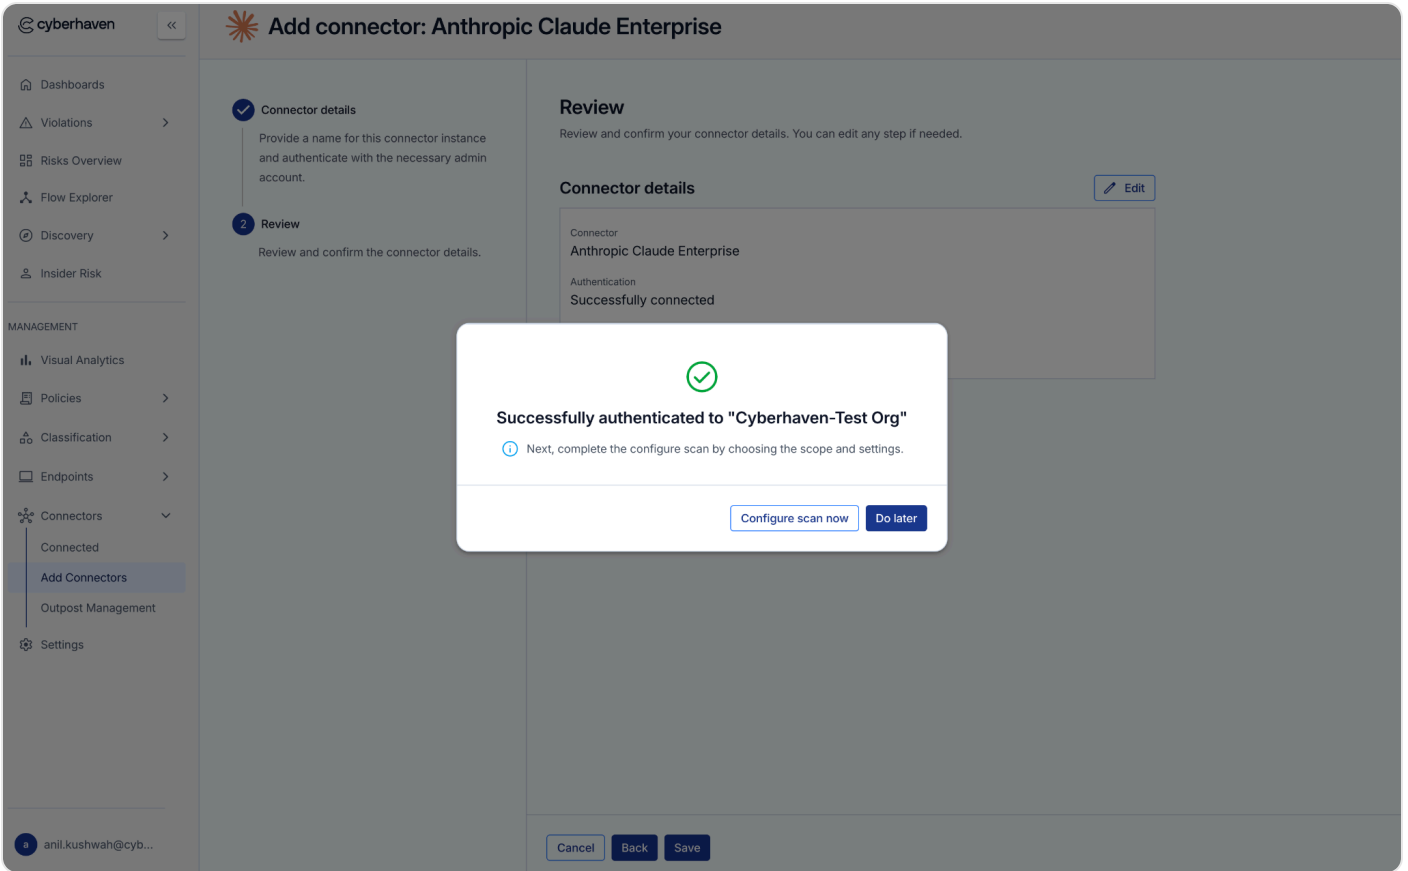 cyberhaven
Add connector: Anthropic Claude Enterprise
Dashboards
Violations
Risks Overview
Flow Explorer
Discovery
Insider Risk
MANAGEMENT
Visual Analytics
Policies
Classification
Endpoints
Connectors
Connected
Add Connectors
Outpost Management
Settings
a
anil.kushwah@cyb...
Connector details
Provide a name for this connector instance
and authenticate with the necessary admin
account.
2 Review
Review and confirm the connector details.
Review
Review and confirm your connector details. You can edit any step if needed.
Connector details
Edit
Connector
Anthropic Claude Enterprise
Authentication
Successfully connected
Successfully authenticated to "Cyberhaven-Test Org"
Next, complete the configure scan by choosing the scope and settings.
Configure scan now
Do later
Cancel
Back
Save